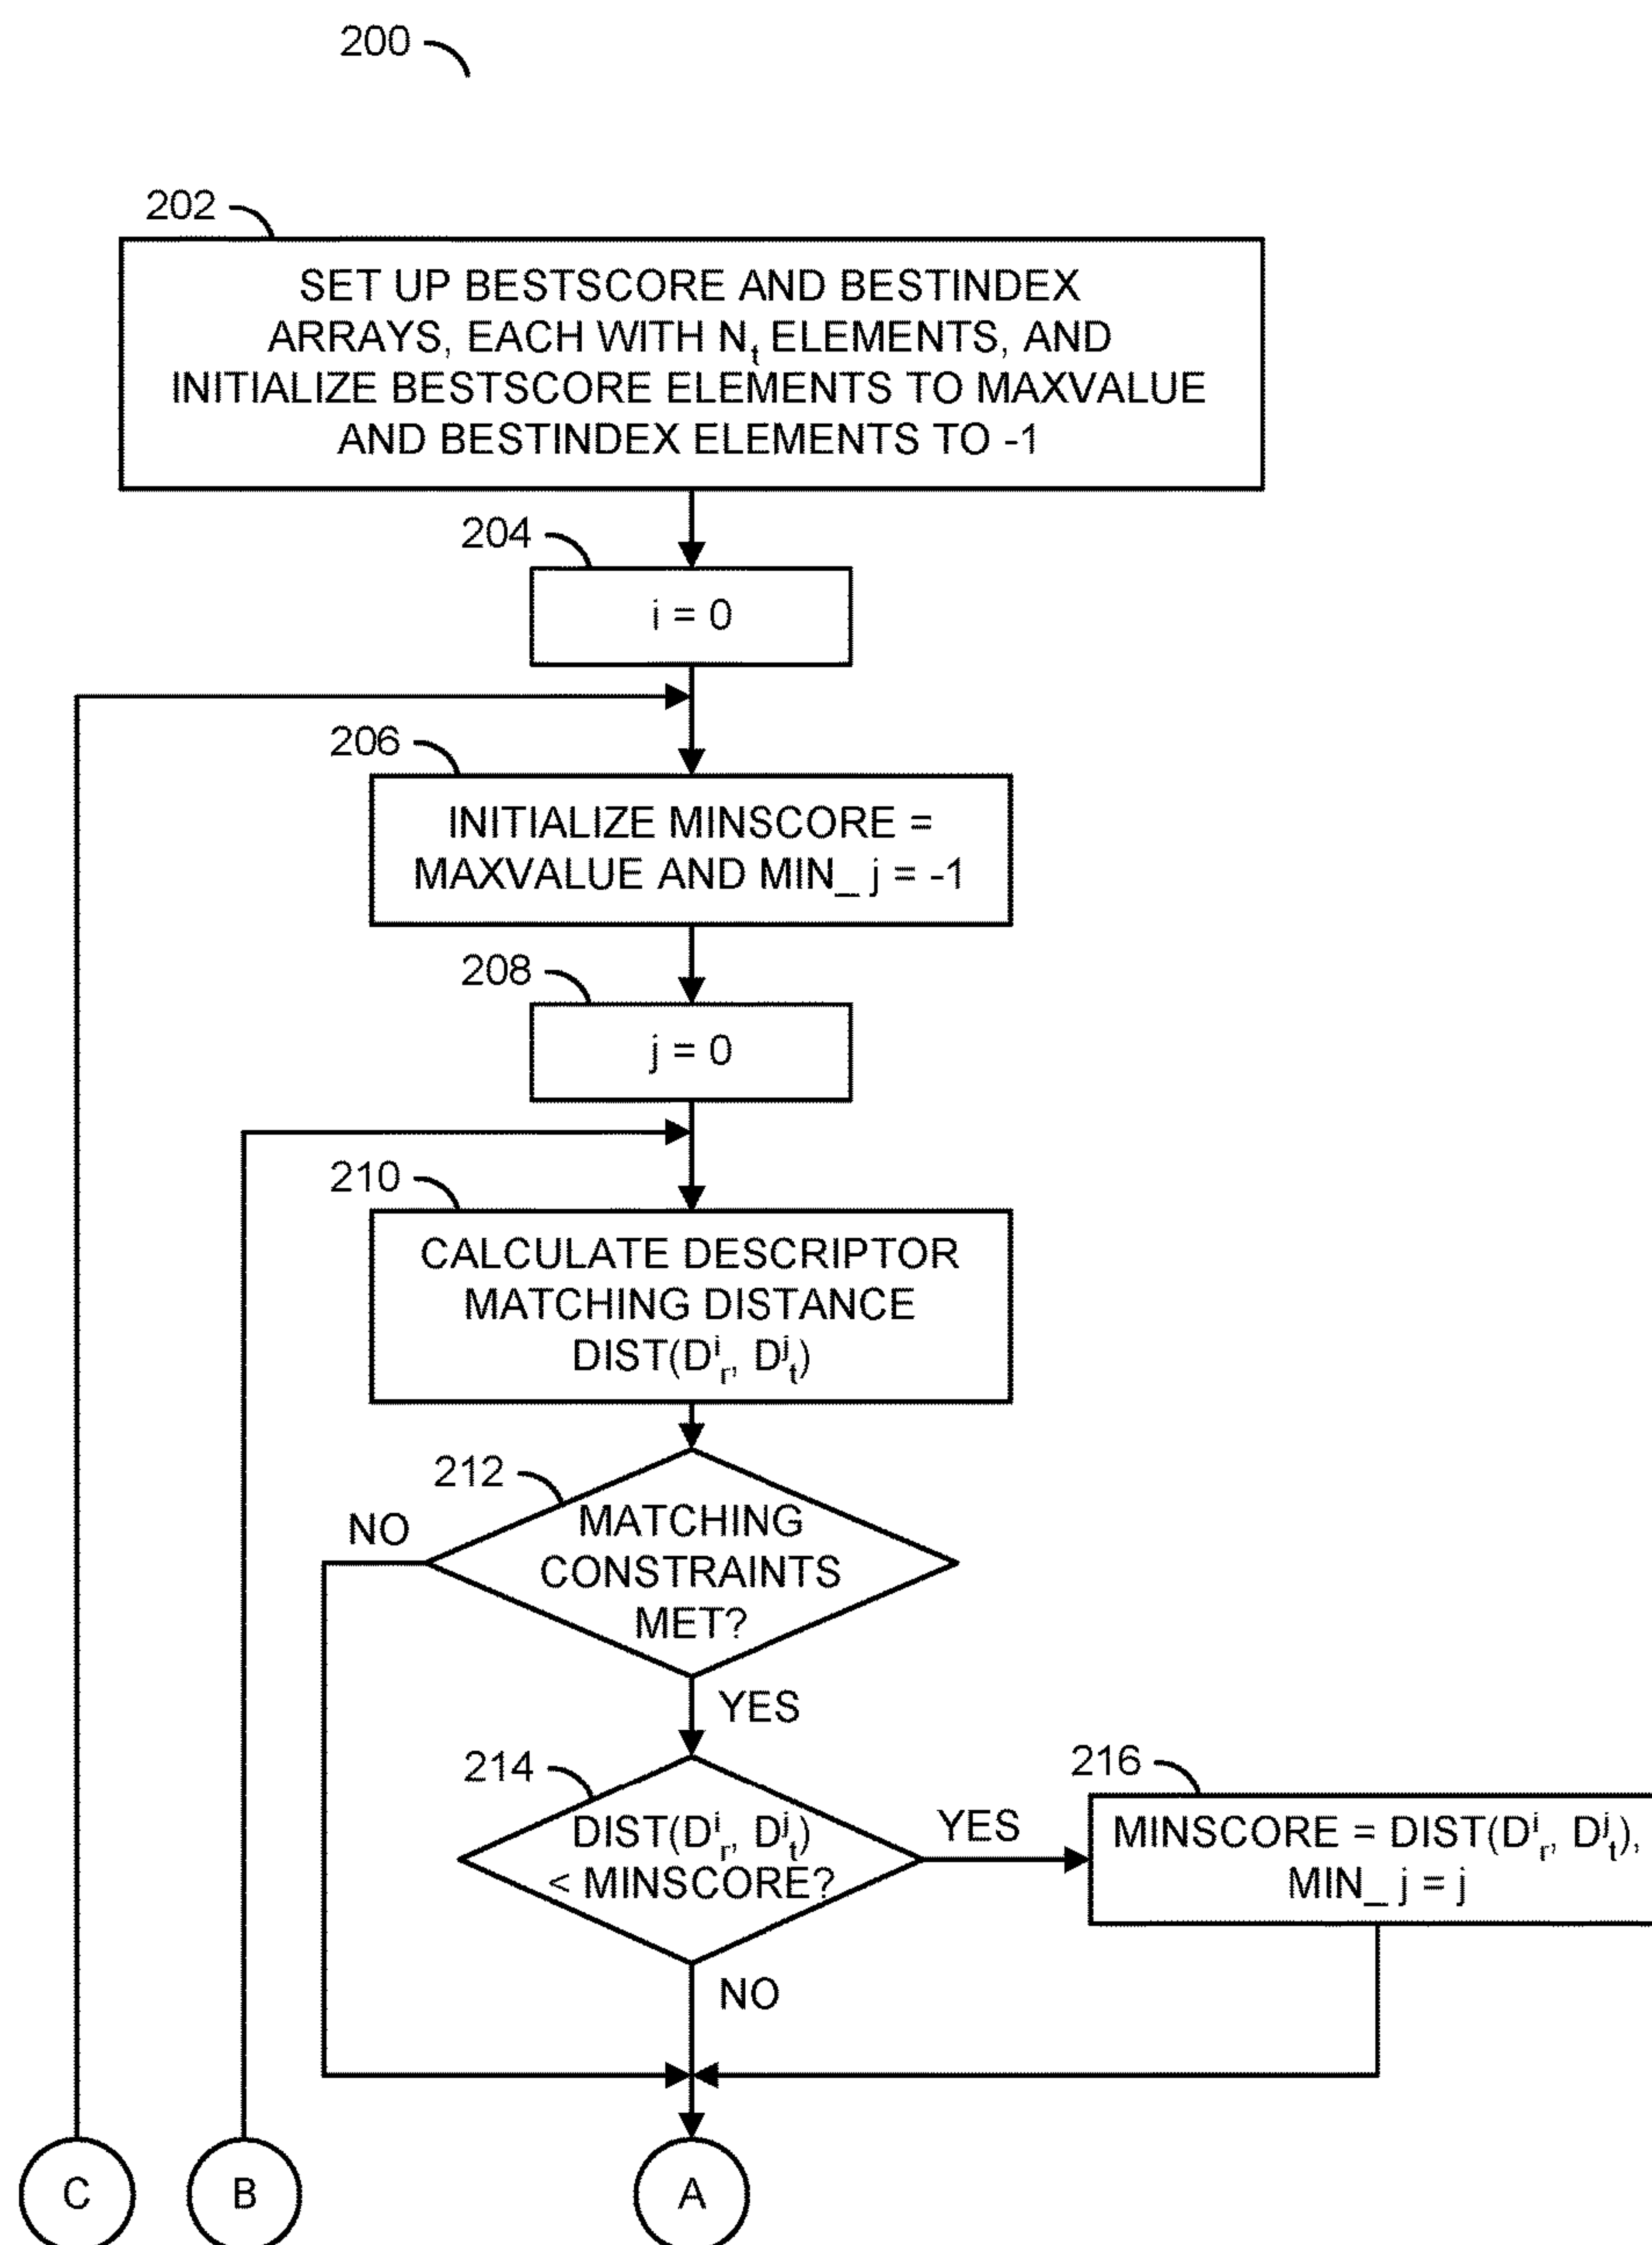 200
202
SET UP BESTSCORE AND BESTINDEX
ARRAYS, EACH WITH Nₜ ELEMENTS, AND
INITIALIZE BESTSCORE ELEMENTS TO MAXVALUE
AND BESTINDEX ELEMENTS TO -1
204
i = 0
206
INITIALIZE MINSCORE =
MAXVALUE AND MIN_ j = -1
208
j = 0
210
CALCULATE DESCRIPTOR
MATCHING DISTANCE
DIST(Dⁱᵣ, Dʲₜ)
212
NO
MATCHING
CONSTRAINTS
MET?
YES
214
DIST(Dⁱᵣ, Dʲₜ)
< MINSCORE?
YES
216
MINSCORE = DIST(Dⁱᵣ, Dʲₜ),
MIN_ j = j
NO
C
B
A